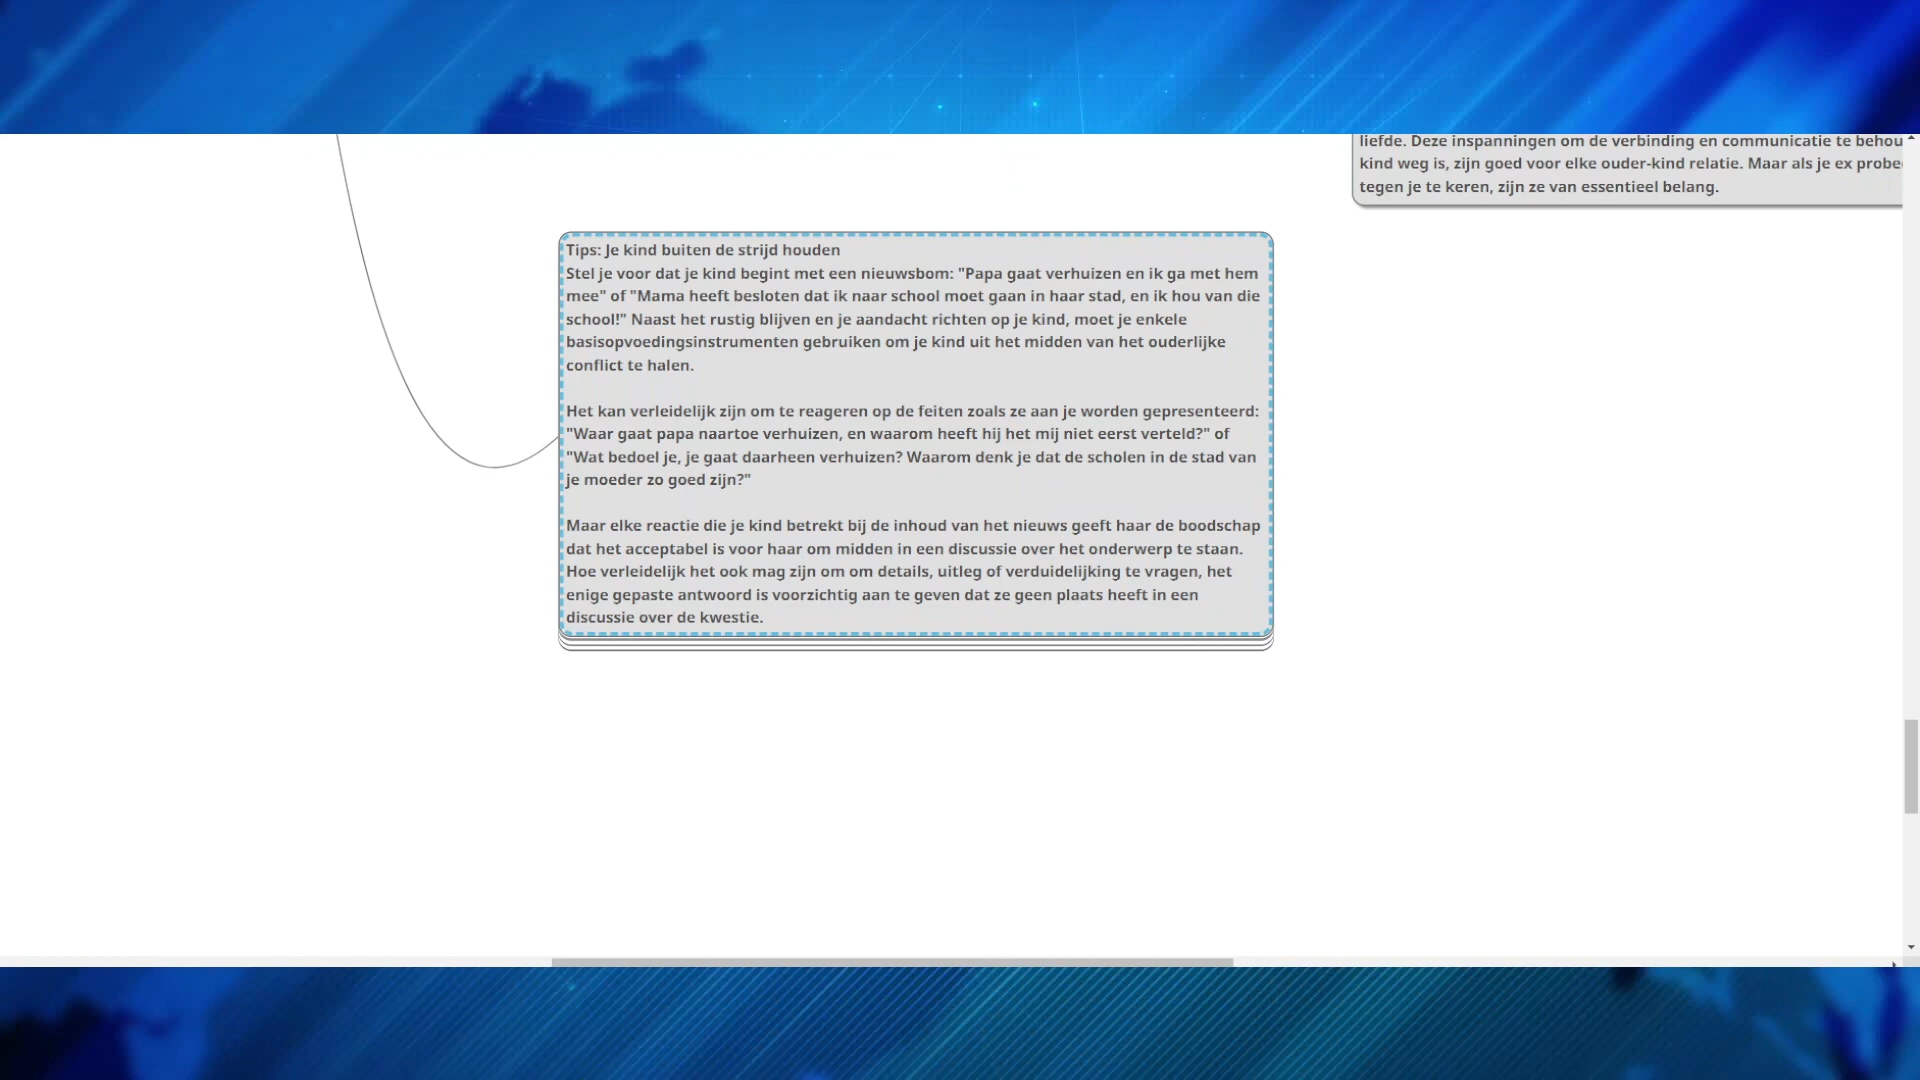 liefde. Deze inspanningen om de verbinding en communicatie te
kind weg is, zijn goed voor elke ouder-kind relatie. Maar als je ex
tegen je te keren, zijn ze van essentieel belang.
Tips: Je kind buiten de strijd houden
Stel je voor dat je kind begint met een nieuwsbom: "Papa gaat verhuizen en ik ga met hem
mee" of "Mama heeft besloten dat ik naar school moet gaan in haar stad, en ik hou van die
school!" Naast het rustig blijven en je aandacht richten op je kind, moet je enkele
basisopvoedingsinstrumenten gebruiken om je kind uit het midden van het ouderlijke
conflict te halen.
Het kan verleidelijk zijn om te reageren op de feiten zoals ze aan je worden gepresenteerd:
"Waar gaat papa naartoe verhuizen, en waarom heeft hij het mij niet eerst verteld?" of
"Wat bedoel je, je gaat daarheen verhuizen? Waarom denk je dat de scholen in de stad van
je moeder zo goed zijn?"
Maar elke reactie die je kind betrekt bij de inhoud van het nieuws geeft haar de boodschap
dat het acceptabel is voor haar om midden in een discussie over het onderwerp te staan.
Hoe verleidelijk het ook mag zijn om om details, uitleg of verduidelijking te vragen, het
enige gepaste antwoord is voorzichtig aan te geven dat ze geen plaats heeft in een
discussie over de kwestie.